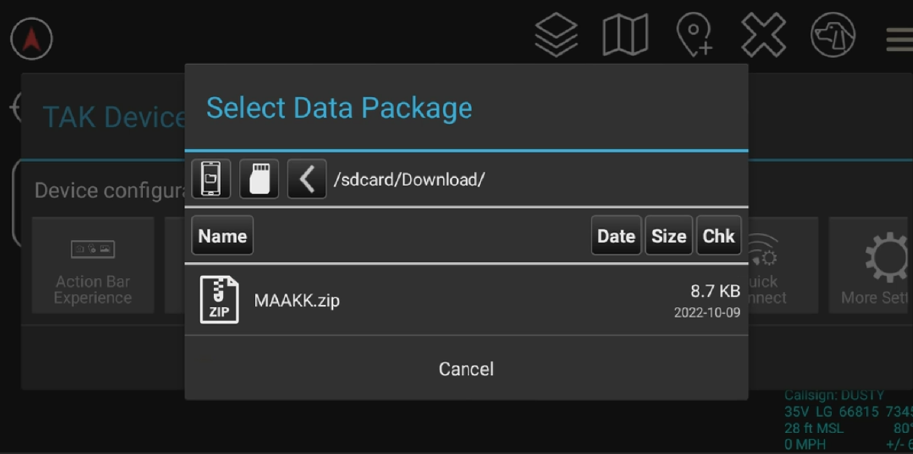 TAK Device
Select Data Package
Device configura
/sdcard/Download/
Name
Date
Size
Chk
Action Bar
Experience
ZIP
MAAKK.zip
8.7 KB
2022-10-09
uick
nnect
More Sett
Cancel
Callsign: DUSTY
35V LG 66815 7345
28 ft MSL
80°
0 MPH
+/- 6